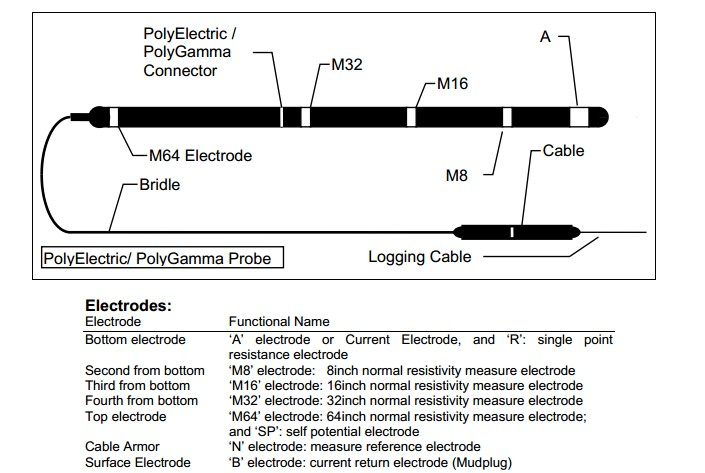 PolyElectric /
PolyGamma
Connector
A
M32
M16
M64 Electrode
Cable
M8
Bridle
PolyElectric/ PolyGamma Probe
Logging Cable
Electrodes:
Electrode Functional Name
Bottom electrode ‘A’ electrode or Current Electrode, and ‘R’: single point
resistance electrode
Second from bottom ‘M8’ electrode: 8inch normal resistivity measure electrode
Third from bottom ‘M16’ electrode: 16inch normal resistivity measure electrode
Fourth from bottom ‘M32’ electrode: 32inch normal resistivity measure electrode
Top electrode ‘M64’ electrode: 64inch normal resistivity measure electrode;
and ‘SP’: self potential electrode
Cable Armor ‘N’ electrode: measure reference electrode
Surface Electrode ‘B’ electrode: current return electrode (Mudplug)